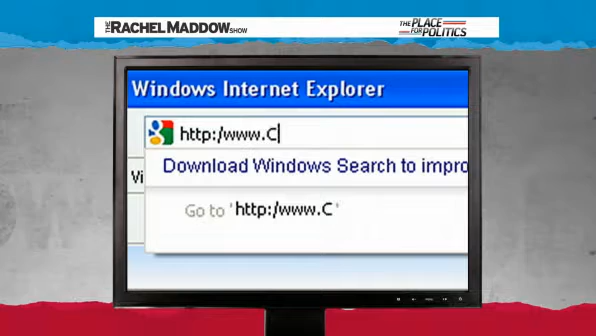 THE RACHEL MADDOW SHOW
THE PLACE FOR POLITICS
Windows Internet Explorer
http:/www.C
Download Windows Search to impro
Vi
Go to 'http:/www.C '